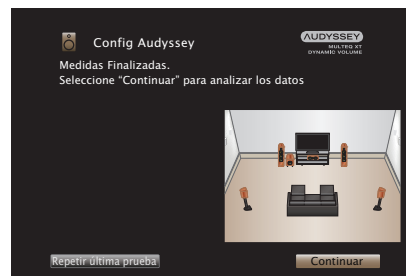 Config Audyssey
AUDYSSEY
MULTEQ XT
DYNAMIC VOLUME
Medidas Finalizadas.
Seleccione “Continuar” para analizar los datos
Repetir última prueba
Continuar